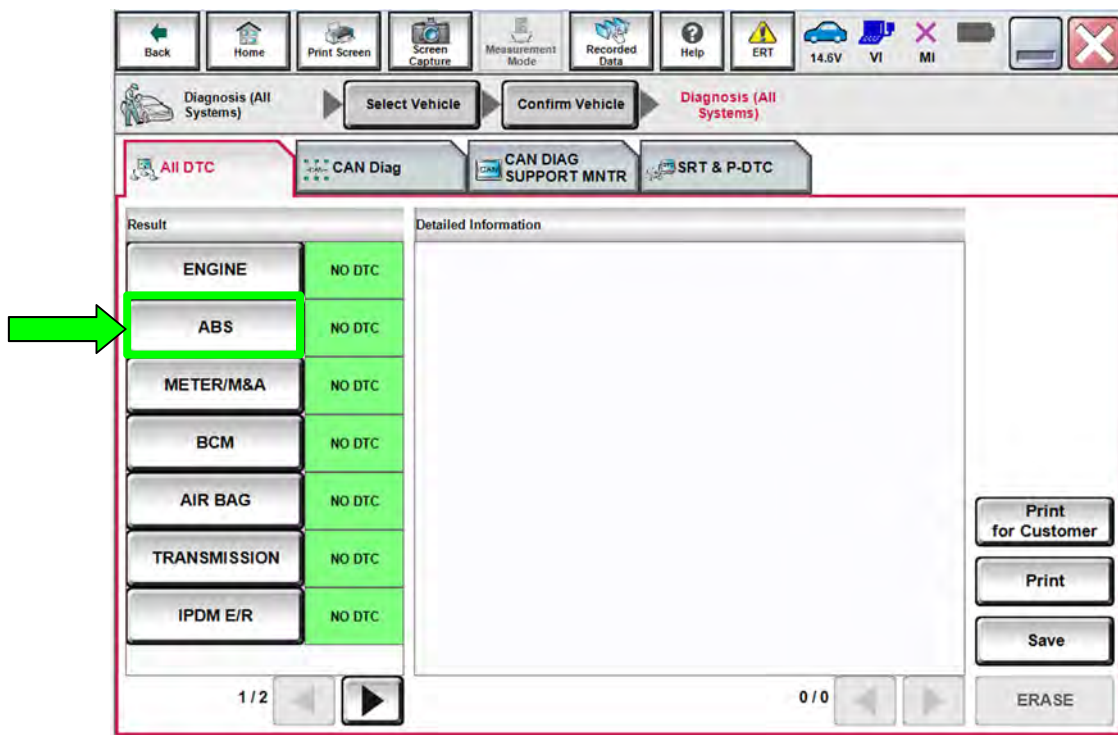 Back
Home
Print Screen
Screen
Capture
Measurement
Mode
Recorded
Data
Help
ERT
14.6V
VI
MI
Diagnosis (All
Systems)
Select Vehicle
Confirm Vehicle
Diagnosis (All
Systems)
All DTC
CAN Diag
CAN DIAG
SUPPORT MNTR
SRT & P-DTC
Result
Detailed Information
ENGINE NO DTC
ABS NO DTC
METER/M&A NO DTC
BCM NO DTC
AIR BAG NO DTC
TRANSMISSION NO DTC
IPDM E/R NO DTC
Print
for Customer
Print
Save
1/2
0/0
ERASE